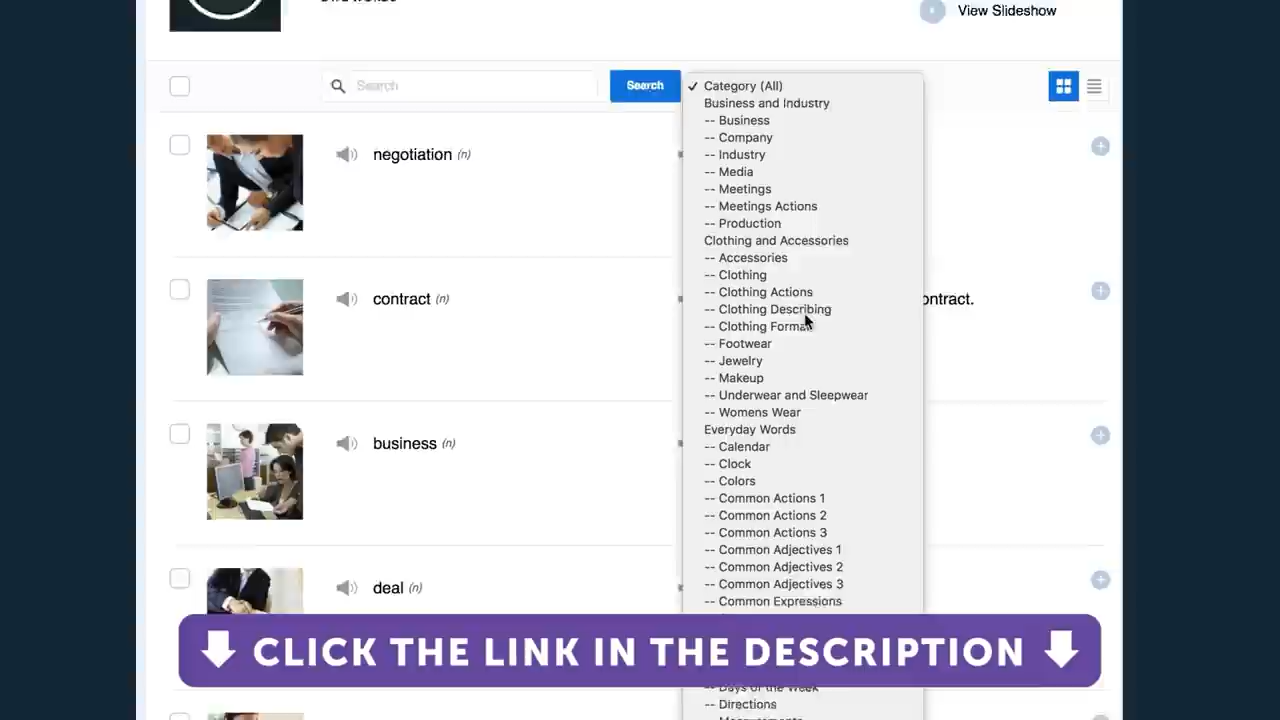 View Slideshow
Search
Search
✓ Category (All)
Business and Industry
-- Business
-- Company
-- Industry
-- Media
-- Meetings
-- Meetings Actions
-- Production
Clothing and Accessories
-- Accessories
-- Clothing
-- Clothing Actions
-- Clothing Describing
-- Clothing Formal
-- Footwear
-- Jewelry
-- Makeup
-- Underwear and Sleepwear
-- Womens Wear
Everyday Words
-- Calendar
-- Clock
-- Colors
-- Common Actions 1
-- Common Actions 2
-- Common Actions 3
-- Common Adjectives 1
-- Common Adjectives 2
-- Common Adjectives 3
-- Common Expressions
-- Days of the Week
-- Directions
negotiation (n)
contract (n)
ontract.
business (n)
deal (n)
CLICK THE LINK IN THE DESCRIPTION